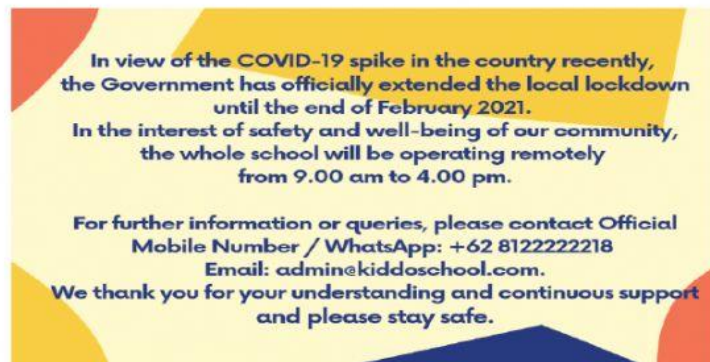 In view of the COVID-19 spike in the country recently,
the Government has officially extended the local lockdown
until the end of February 2021.
In the interest of safety and well-being of our community,
the whole school will be operating remotely
from 9.00 am to 4.00 pm.
For further information or queries, please contact Official
Mobile Number / WhatsApp: +62 8122222218
Email: admin@kiddoschool.com.
We thank you for your understanding and continuous support
and please stay safe.